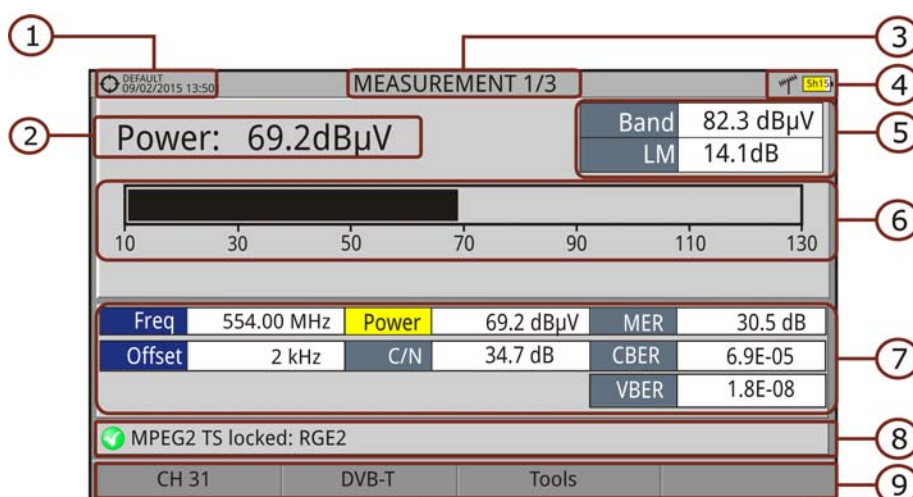 1
3
DEFAULT
09/02/2015 13:50
MEASUREMENT 1/3
5h15
4
2
Power: 69.2dBµV
Band 82.3 dBµV
LM 14.1dB
5
6
10 30 50 70 90 110 130
Freq 554.00 MHz Power 69.2 dBµV MER 30.5 dB
Offset 2 kHz C/N 34.7 dB CBER 6.9E-05
VBER 1.8E-08
7
MPEG2 TS locked: RGE2
8
CH 31 DVB-T Tools
9